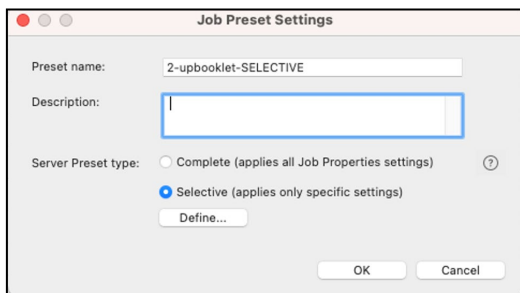 Job Preset Settings
Preset name: 2-upbooklet-SELECTIVE
Description:
Server Preset type: Complete (applies all Job Properties settings) ?
Selective (applies only specific settings)
Define...
OK Cancel